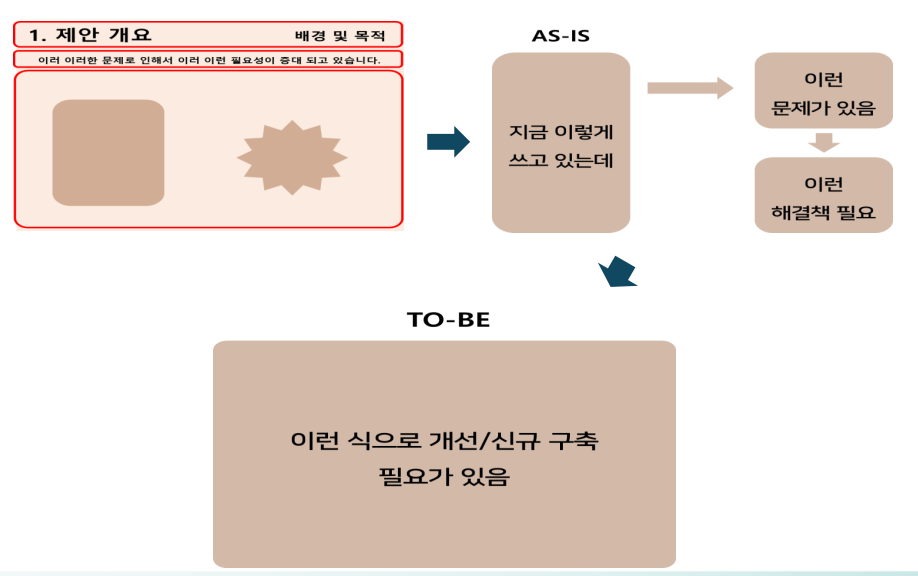 1. 제안 개요
배경 및 목적
이러 이러한 문제로 인해서 이러 이런 필요성이 증대 되고 있습니다.
AS-IS
지금 이렇게
쓰고 있는데
이런
문제가 있음
이런
해결책 필요
TO-BE
이런 식으로 개선/신규 구축
필요가 있음